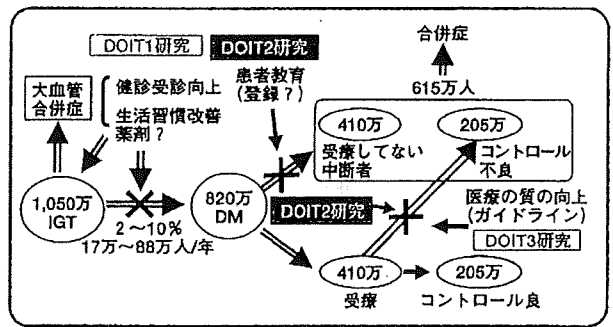 DOIT1研究
DOIT2研究
合併症
大血管
合併症
健診受診向上
生活習慣改善
薬剤？
患者教育
(登録？)
615万人
410万
205万
受療してない
中断者
コントロール
不良
1,050万
IGT
2～10%
17万～88万人/年
820万
DM
DOIT2研究
医療の質の向上
(ガイドライン)
DOIT3研究
410万
205万
受療
コントロール良